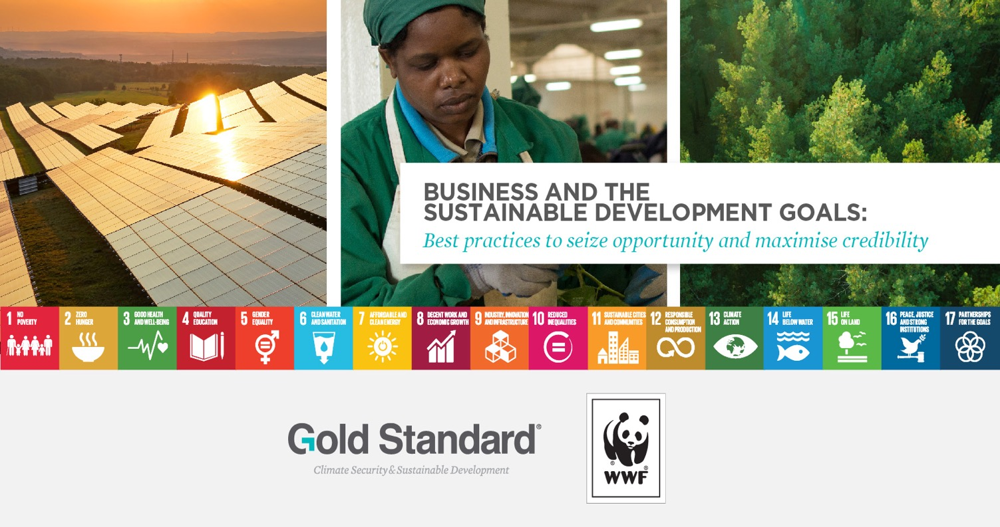 BUSINESS AND THE
SUSTAINABLE DEVELOPMENT GOALS:
Best practices to seize opportunity and maximise credibility
1 NO
POVERTY
2 ZERO
HUNGER
3 GOOD HEALTH
AND WELL-BEING
4 QUALITY
EDUCATION
5 GENDER
EQUALITY
6 CLEAN WATER
AND SANITATION
7 AFFORDABLE AND
CLEAN ENERGY
8 DECENT WORK AND
ECONOMIC GROWTH
9 INDUSTRY, INNOVATION
AND INFRASTRUCTURE
10 REDUCED
INEQUALITIES
11 SUSTAINABLE CITIES
AND COMMUNITIES
12 RESPONSIBLE
CONSUMPTION
AND PRODUCTION
13 CLIMATE
ACTION
14 LIFE
BELOW WATER
15 LIFE
ON LAND
16 PEACE, JUSTICE
AND STRONG
INSTITUTIONS
17 PARTNERSHIPS
FOR THE GOALS
Gold Standard®
Climate Security & Sustainable Development
©
WWF®